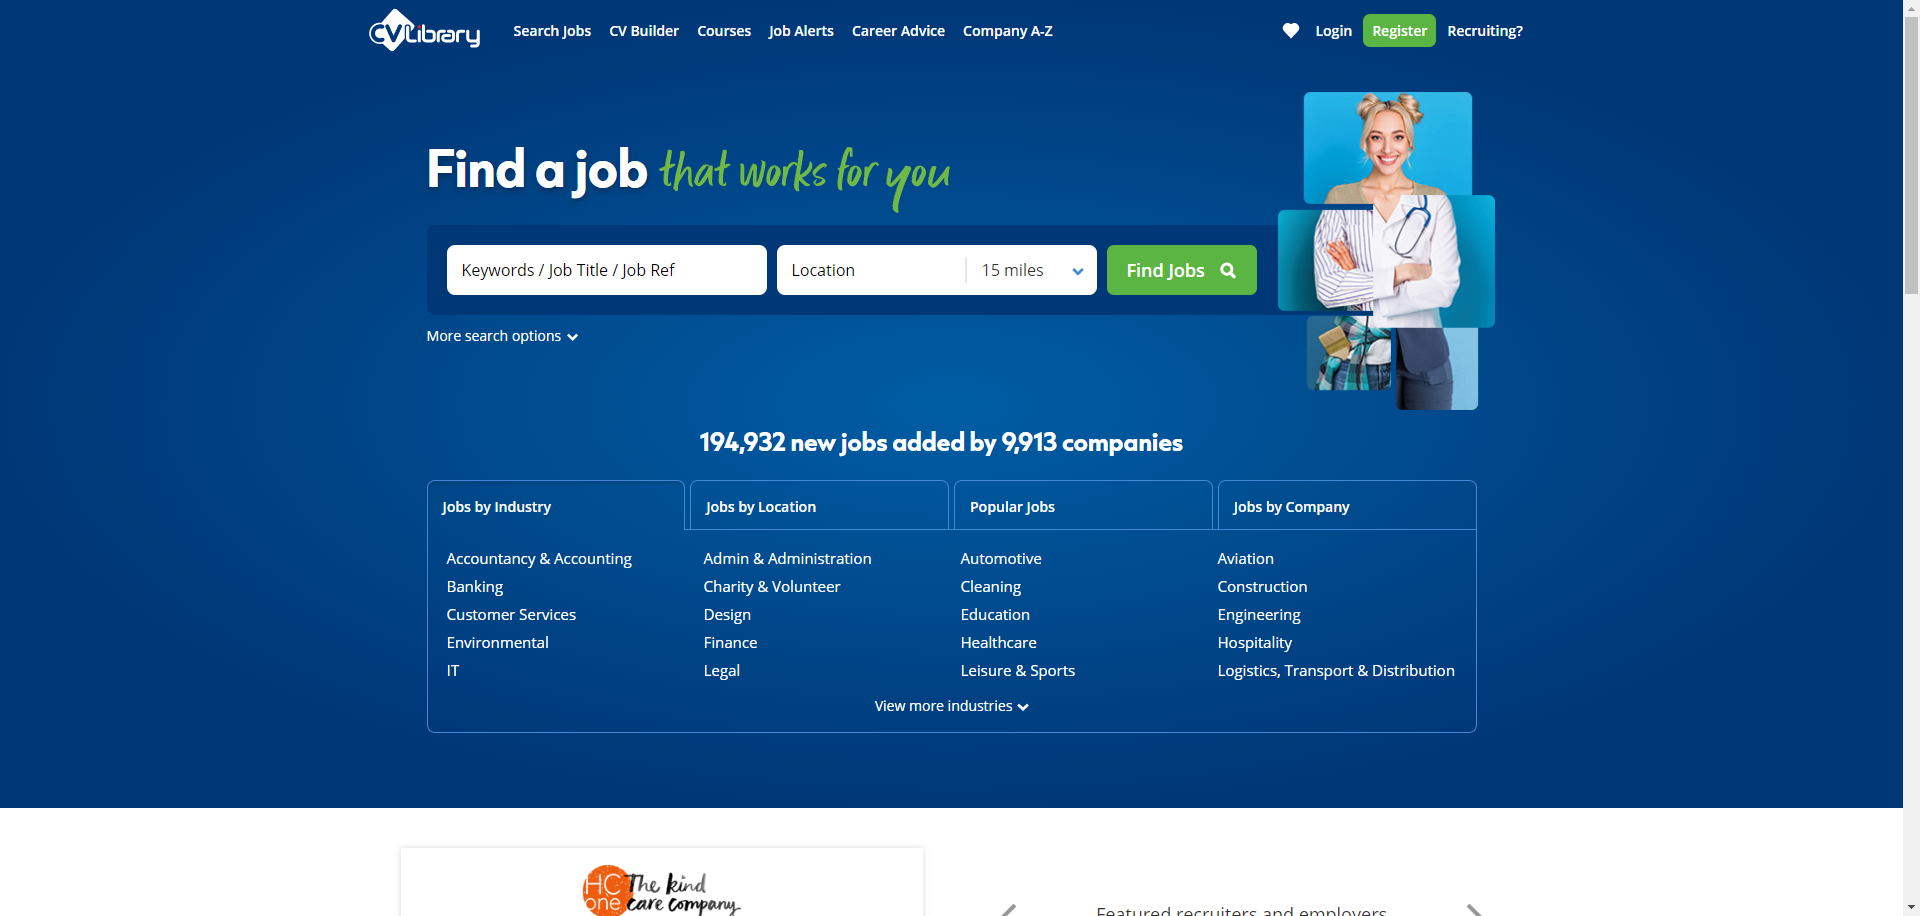 CV Library
Search Jobs CV Builder Courses Job Alerts Career Advice Company A-Z
Login Register Recruiting?
Find a job that works for you
Keywords / Job Title / Job Ref Location 15 miles Find Jobs
More search options
194,932 new jobs added by 9,913 companies
Jobs by Industry Jobs by Location Popular Jobs Jobs by Company
Accountancy & Accounting Admin & Administration Automotive Aviation
Banking Charity & Volunteer Cleaning Construction
Customer Services Design Education Engineering
Environmental Finance Healthcare Hospitality
IT Legal Leisure & Sports Logistics, Transport & Distribution
View more industries
HC The kind
one care company
Featured recruiters and employers